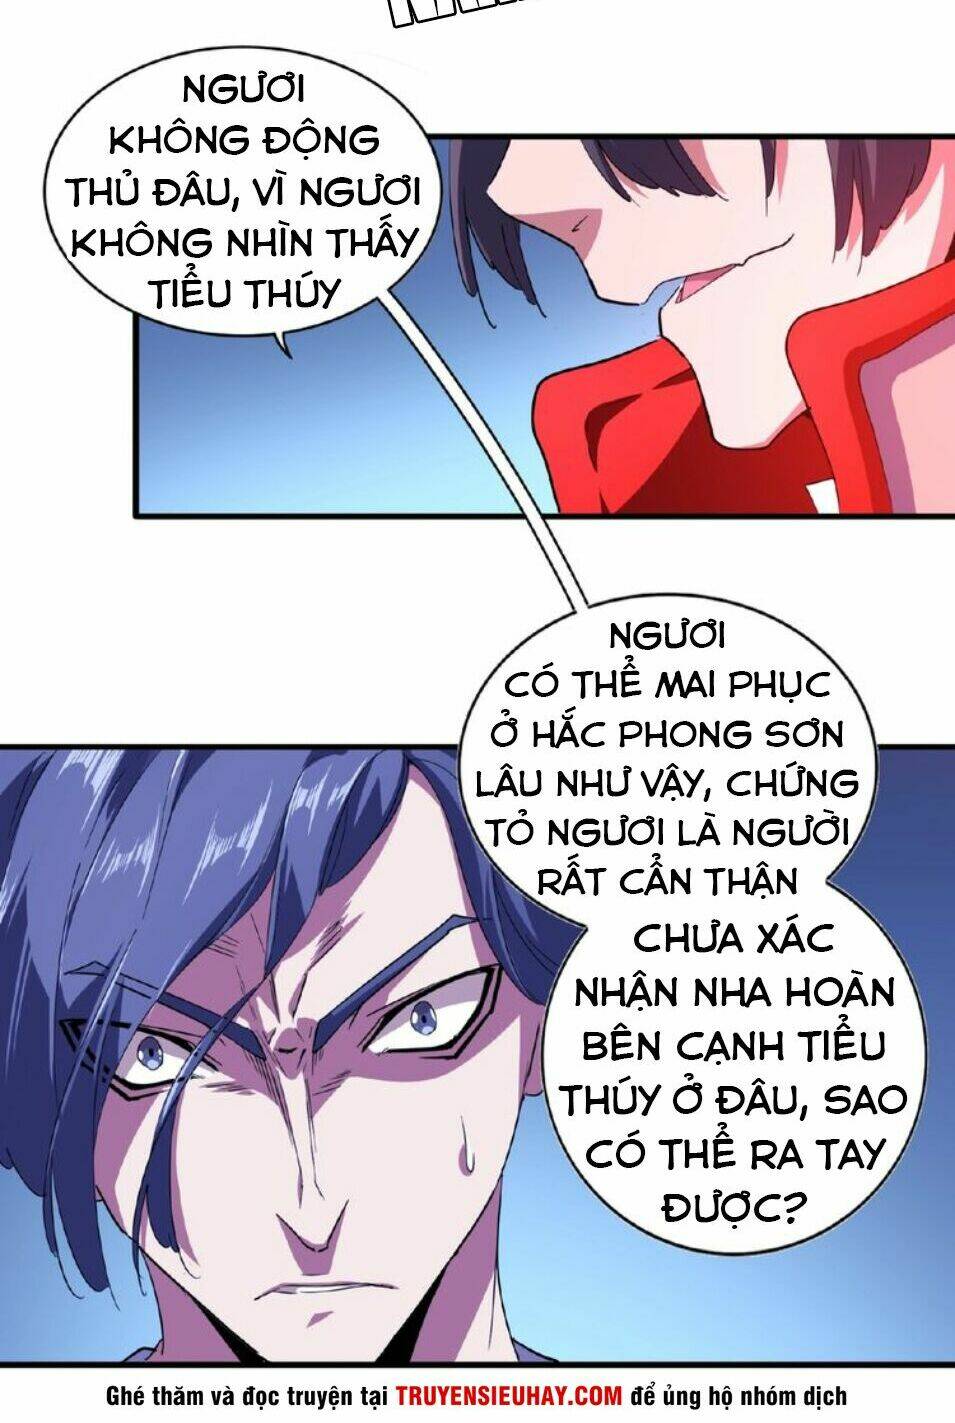 NGƯƠI
KHÔNG ĐỘNG
THỦ ĐÂU, VÌ NGƯƠI
KHÔNG NHÌN THẤY
TIỂU THÚY
NGƯƠI
CÓ THỂ MAI PHỤC
Ở HẮC PHONG SƠN
LÂU NHƯ VẬY, CHỨNG
TỎ NGƯƠI LÀ NGƯỜI
RẤT CẨN THẬN
CHƯA XÁC
NHẬN NHA HOÀN
BÊN CẠNH TIỂU
THÚY Ở ĐÂU, SAO
CÓ THỂ RA TAY
ĐƯỢC?
Ghé thăm và đọc truyện tại TRUYENSIEUHAY.COM để ủng hộ nhóm dịch